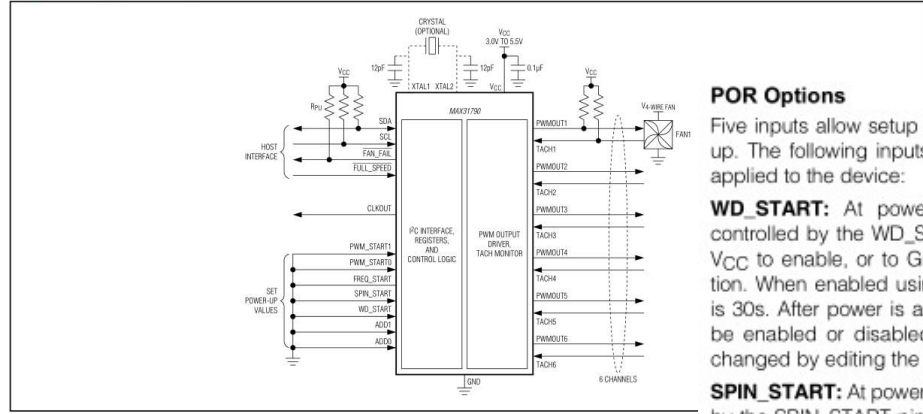 CRYSTAL
(OPTIONAL)
VCC
3.0V TO 5.5V
12pF
12pF
0.1µF
VCC
XTAL1 XTAL2
VCC
VCC
RPU
MAX31790
V4-WIRE FAN
SDA
SCL
FAN_FAIL
FULL_SPEED
HOST
INTERFACE
CLKOUT
PWM_START1
PWM_START0
FREQ_START
SPIN_START
WD_START
ADD1
ADD0
SET
POWER-UP
VALUES
I²C INTERFACE,
REGISTERS,
AND
CONTROL LOGIC
PWM OUTPUT
DRIVER,
TACH MONITOR
PWMOUT1
FAN1
TACH1
PWMOUT2
TACH2
PWMOUT3
TACH3
PWMOUT4
TACH4
PWMOUT5
TACH5
PWMOUT6
TACH6
GND
6 CHANNELS
POR Options
Five inputs allow setup
up. The following inputs
applied to the device:
WD_START: At powe
controlled by the WD_S
VCC to enable, or to G
tion. When enabled usin
is 30s. After power is a
be enabled or disabled
changed by editing the
SPIN_START: At power